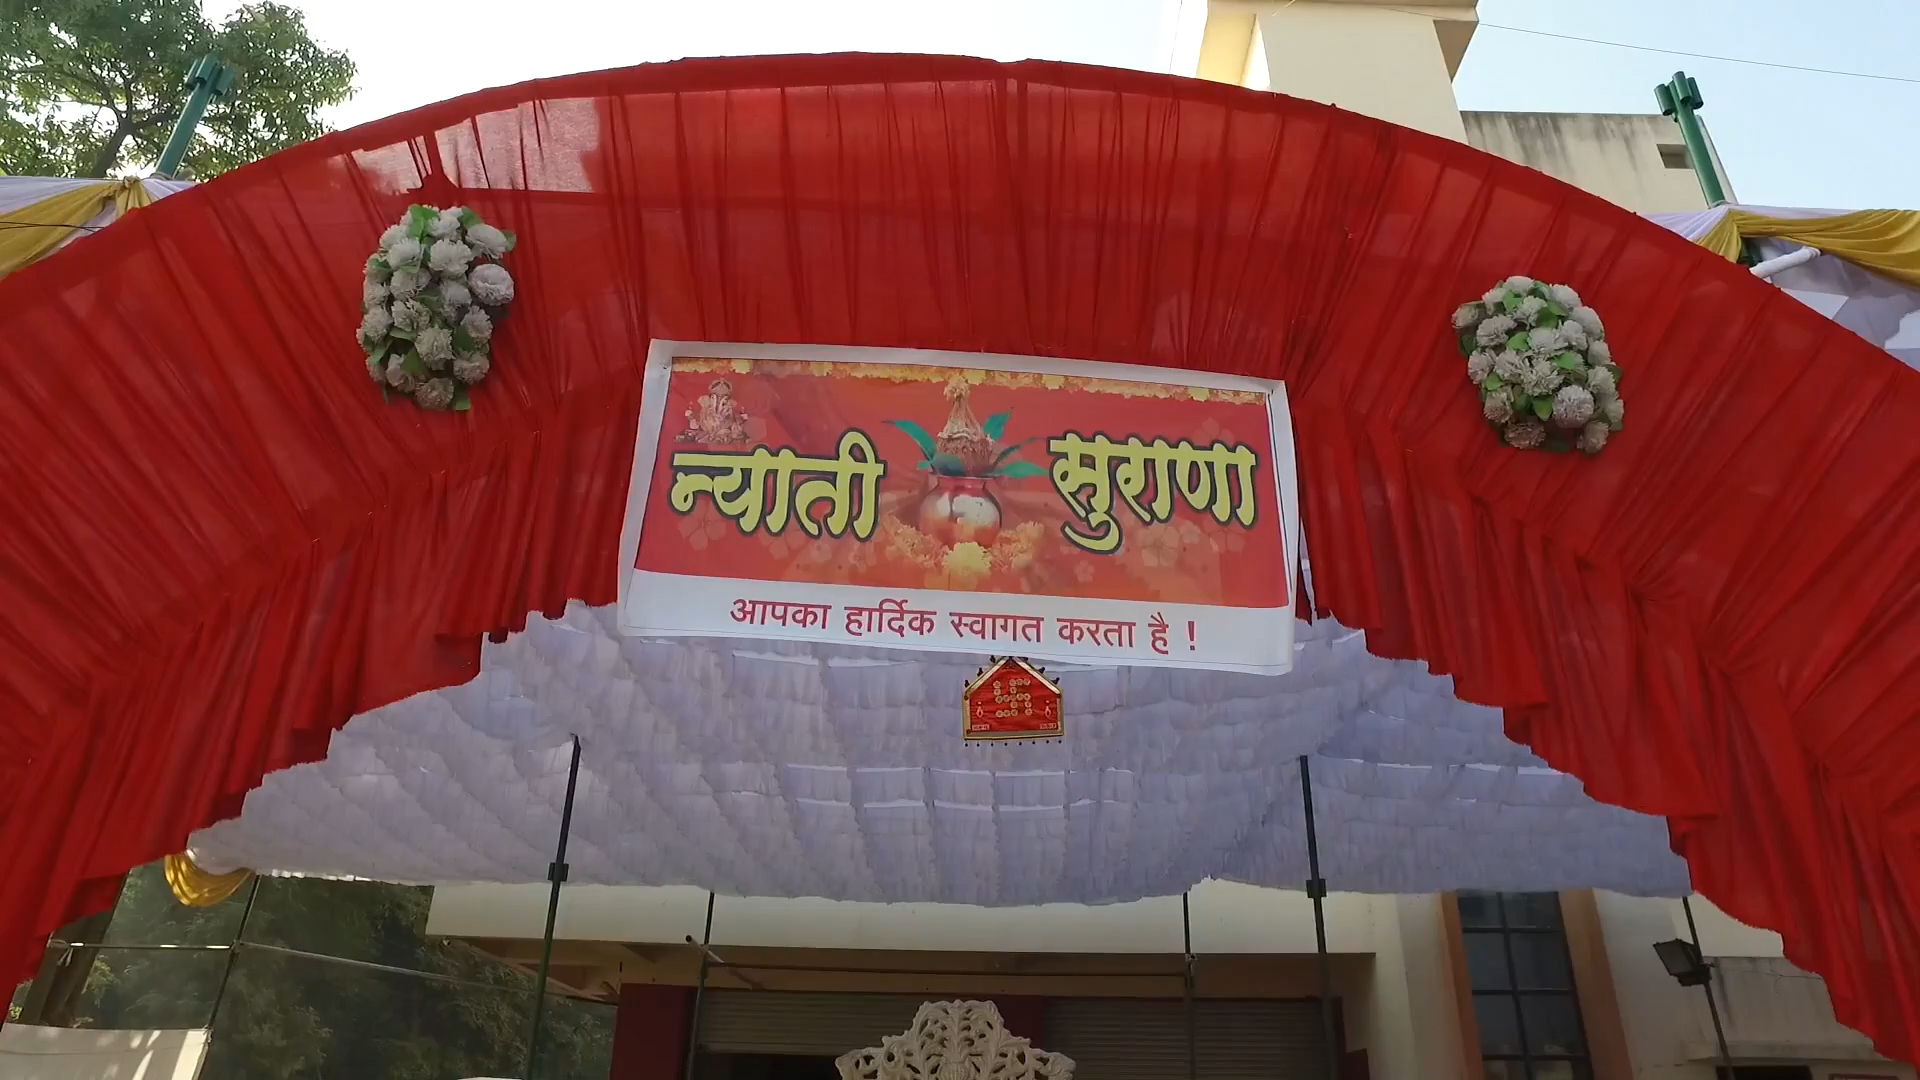 न्याती सुराणा
आपका हार्दिक स्वागत करता है !